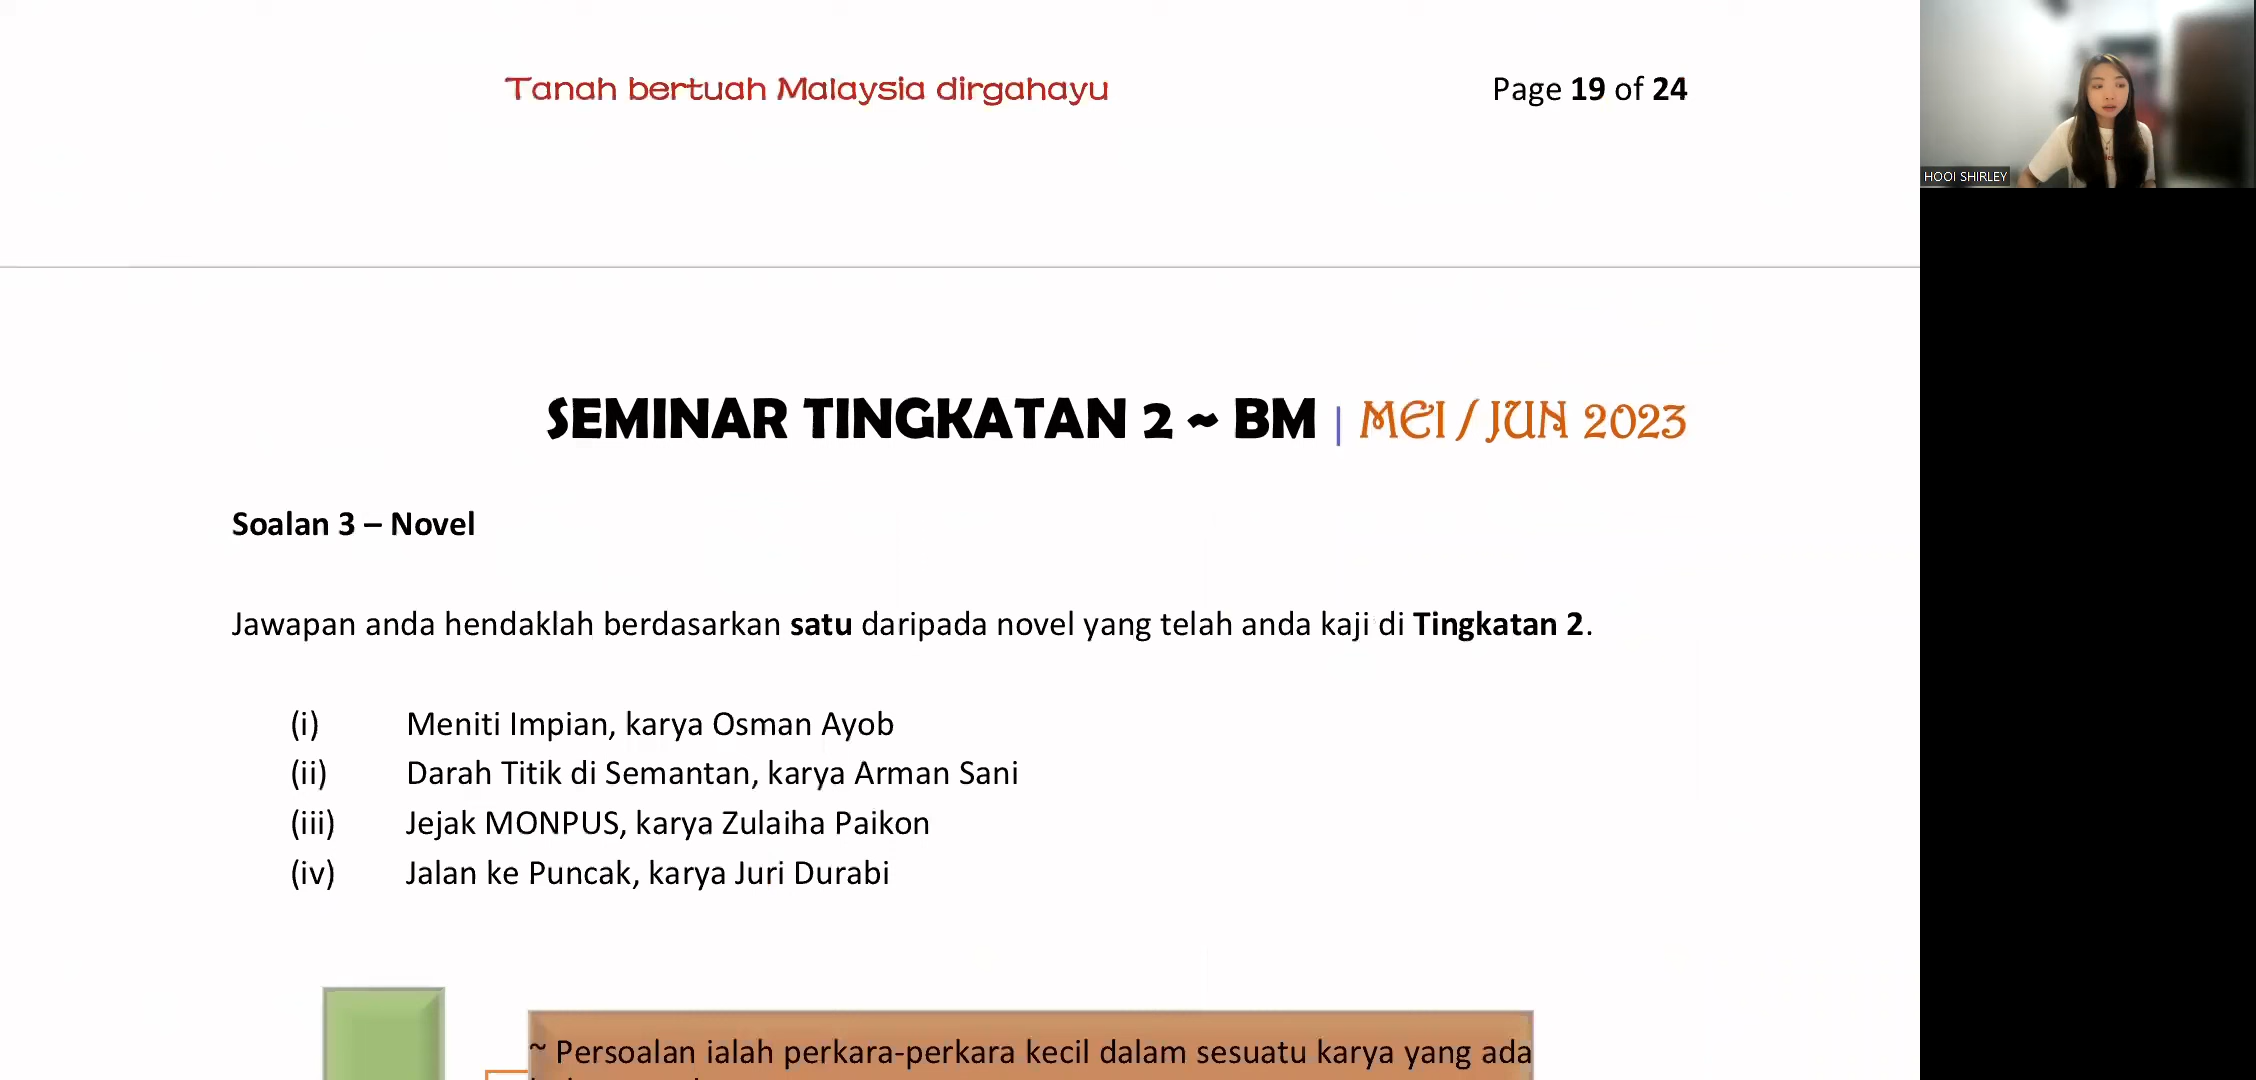 Tanah bertuah Malaysia dirgahayu
Page 19 of 24
HOOI SHIRLEY
SEMINAR TINGKATAN 2 ~ BM | MEI / JUN 2023
Soalan 3 – Novel
Jawapan anda hendaklah berdasarkan satu daripada novel yang telah anda kaji di Tingkatan 2.
(i) Meniti Impian, karya Osman Ayob
(ii) Darah Titik di Semantan, karya Arman Sani
(iii) Jejak MONPUS, karya Zulaiha Paikon
(iv) Jalan ke Puncak, karya Juri Durabi
~ Persoalan ialah perkara-perkara kecil dalam sesuatu karya yang ada